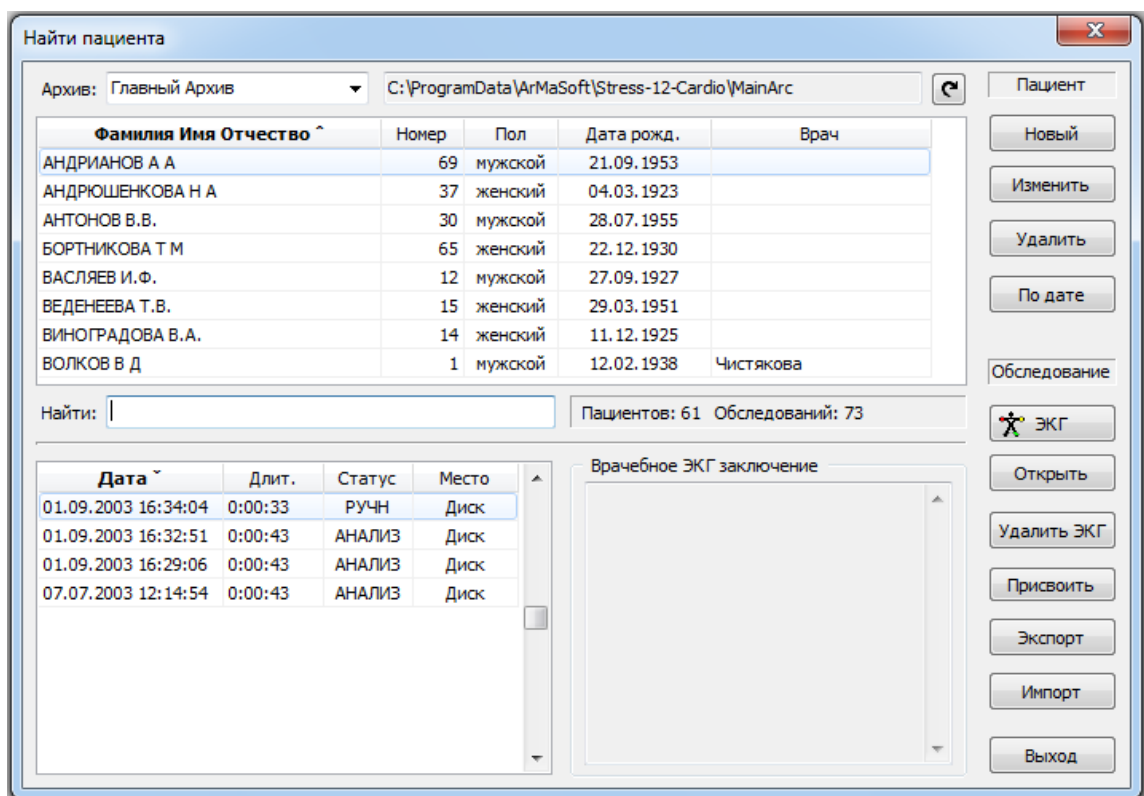 Найти пациента
Архив: Главный Архив C:\ProgramData\ArMaSoft\Stress-12-Cardio\MainArc
Пациент
Фамилия Имя Отчество Номер Пол Дата рожд. Врач
АНДРИАНОВ А А 69 мужской 21.09.1953
АНДРЮШЕНКОВА Н А 37 женский 04.03.1923
АНТОНОВ В.В. 30 мужской 28.07.1955
БОРТНИКОВА Т М 65 женский 22.12.1930
ВАСЛЯЕВ И.Ф. 12 мужской 27.09.1927
ВЕДЕНЕЕВА Т.В. 15 женский 29.03.1951
ВИНОГРАДОВА В.А. 14 женский 11.12.1925
ВОЛКОВ В Д 1 мужской 12.02.1938 Чистякова
Новый
Изменить
Удалить
По дате
Найти:
Пациентов: 61 Обследований: 73
Обследование
ЭКГ
Открыть
Удалить ЭКГ
Присвоить
Экспорт
Импорт
Выход
Дата Длит. Статус Место
01.09.2003 16:34:04 0:00:33 РУЧН Диск
01.09.2003 16:32:51 0:00:43 АНАЛИЗ Диск
01.09.2003 16:29:06 0:00:43 АНАЛИЗ Диск
07.07.2003 12:14:54 0:00:43 АНАЛИЗ Диск
Врачебное ЭКГ заключение